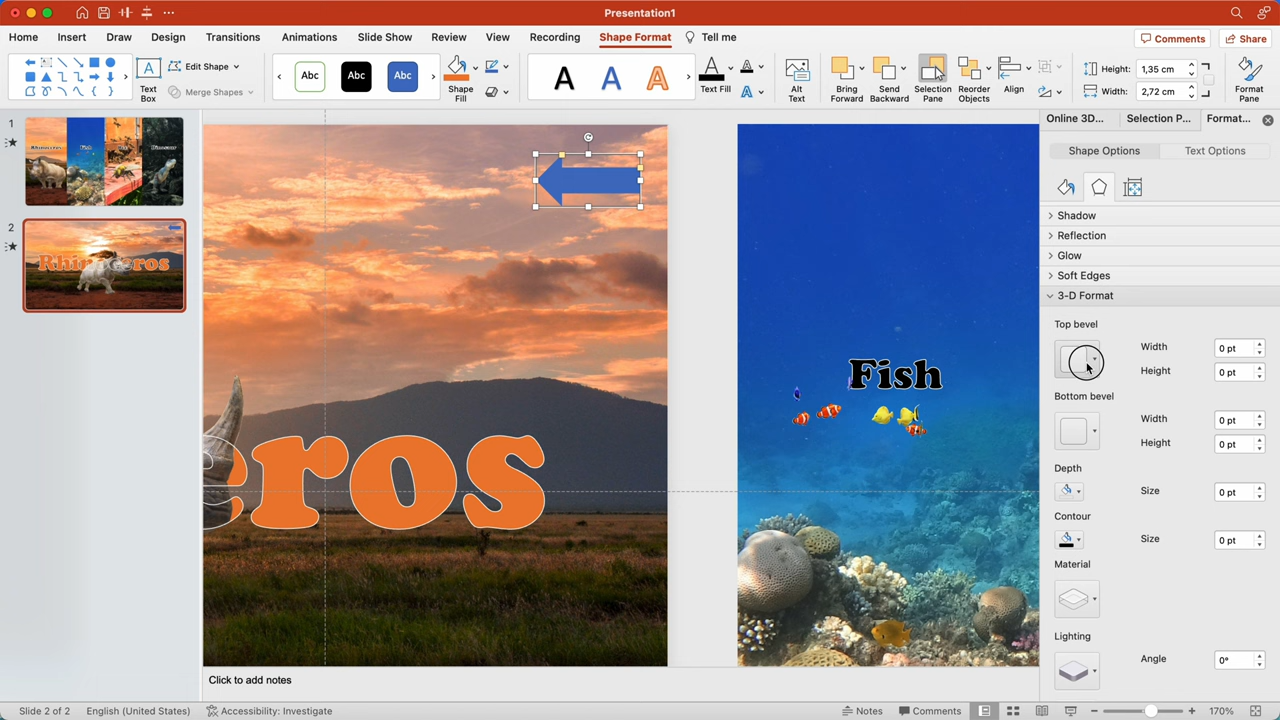 Presentation1
Home Insert Draw Design Transitions Animations Slide Show Review View Recording Shape Format Tell me Comments Share
Edit Shape
Merge Shapes
Text Box
Abc Abc Abc
Shape Fill
A A A
Text Fill
Alt Text
Bring Forward
Send Backward
Selection Pane
Reorder Objects
Align
Height: 1,35 cm
Width: 2,72 cm
Format Pane
1
Rhinoceros Fish Dinosaur
2
Rhinoceros
eros
Fish
Online 3D... Selection P... Format...
Shape Options Text Options
Shadow
Reflection
Glow
Soft Edges
3-D Format
Top bevel
Width 0 pt
Height 0 pt
Bottom bevel
Width 0 pt
Height 0 pt
Depth
Size 0 pt
Contour
Size 0 pt
Material
Lighting
Angle 0°
Click to add notes
Slide 2 of 2 English (United States) Accessibility: Investigate Notes Comments 170%